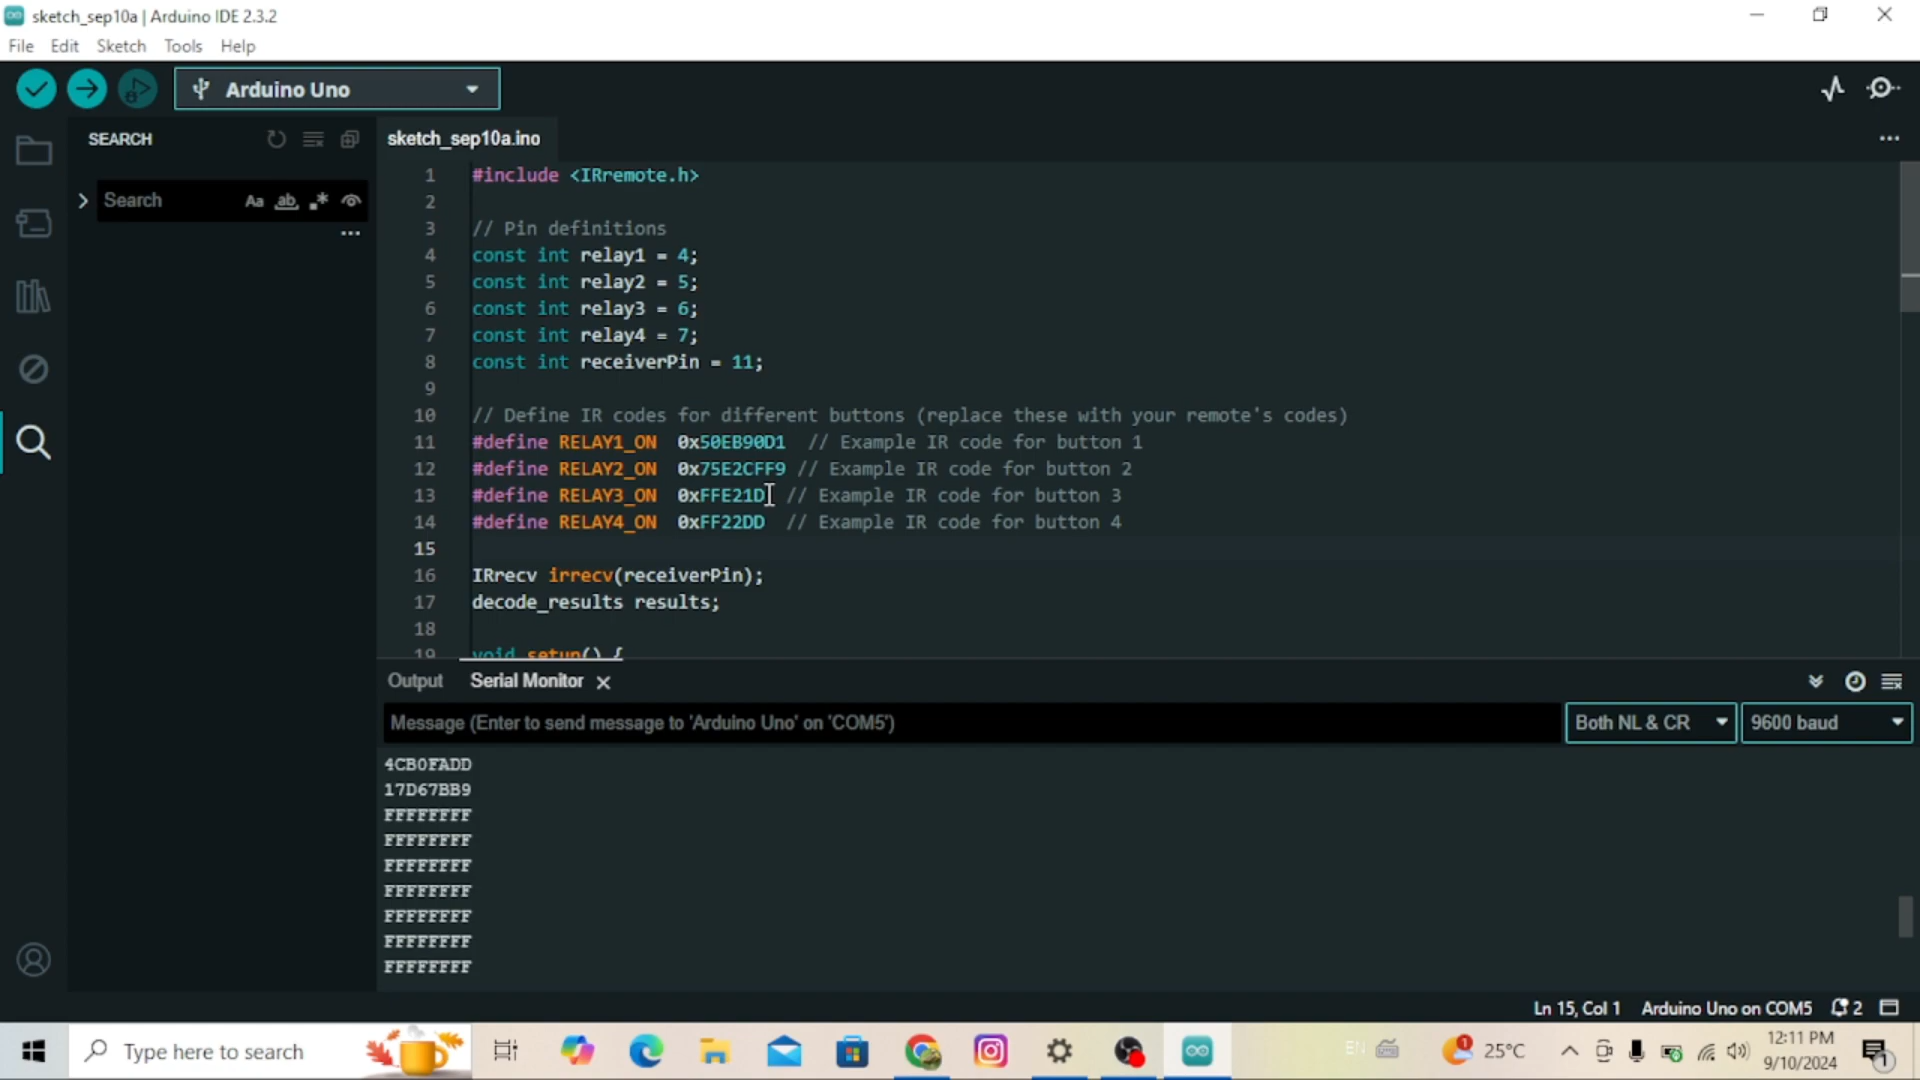 sketch_sep10a | Arduino IDE 2.3.2
File Edit Sketch Tools Help
Arduino Uno
SEARCH
Search
Aa ab
sketch_sep10a.ino
1 #include <IRremote.h>
2
3 // Pin definitions
4 const int relay1 = 4;
5 const int relay2 = 5;
6 const int relay3 = 6;
7 const int relay4 = 7;
8 const int receiverPin = 11;
9
10 // Define IR codes for different buttons (replace these with your remote's codes)
11 #define RELAY1_ON 0x50EB90D1 // Example IR code for button 1
12 #define RELAY2_ON 0x75E2CFF9 // Example IR code for button 2
13 #define RELAY3_ON 0xFFE21D // Example IR code for button 3
14 #define RELAY4_ON 0xFF22DD // Example IR code for button 4
15
16 IRrecv irrecv(receiverPin);
17 decode_results results;
18
19 void setup() {
Output Serial Monitor
Message (Enter to send message to 'Arduino Uno' on 'COM5')
Both NL & CR 9600 baud
4CB0FADD
17D67BB9
FFFFFFFF
FFFFFFFF
FFFFFFFF
FFFFFFFF
FFFFFFFF
FFFFFFFF
FFFFFFFF
Ln 15, Col 1 Arduino Uno on COM5 2
Type here to search
EN
1
25°C
12:11 PM
9/10/2024
1